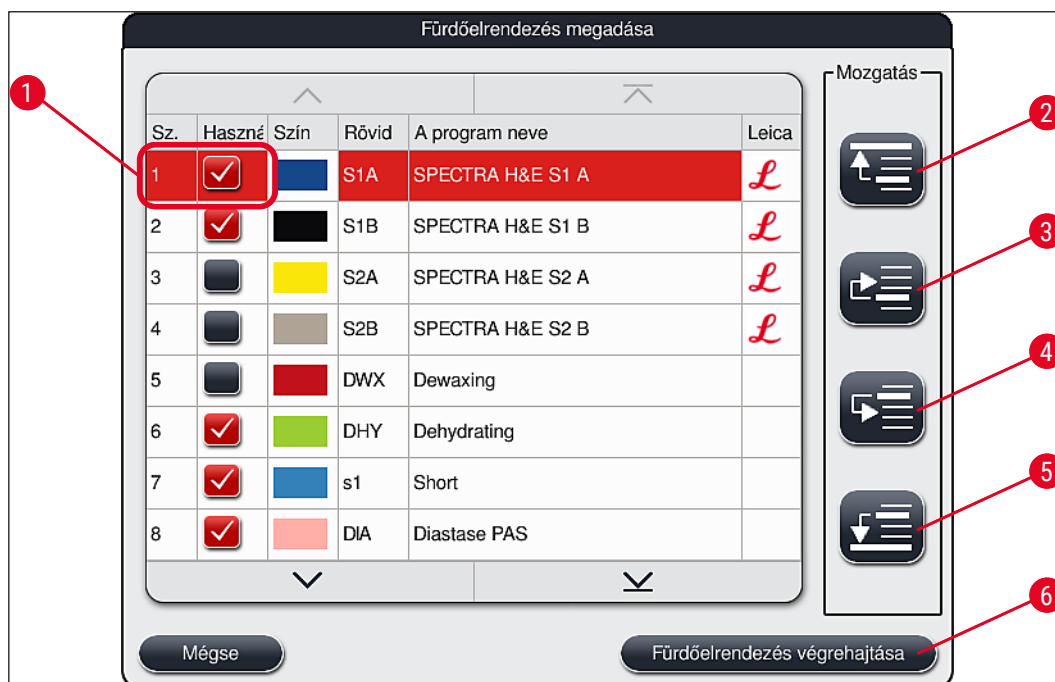 Fürdőelrendezés megadása
Mozgatás
1
2
3
4
5
6
Sz. Haszná Szín Rövid A program neve Leica
1 S1A SPECTRA H&E S1 A L
2 S1B SPECTRA H&E S1 B L
3 S2A SPECTRA H&E S2 A L
4 S2B SPECTRA H&E S2 B L
5 DWX Dewaxing
6 DHY Dehydrating
7 s1 Short
8 DIA Diastase PAS
Mégse
Fürdőelrendezés végrehajtása